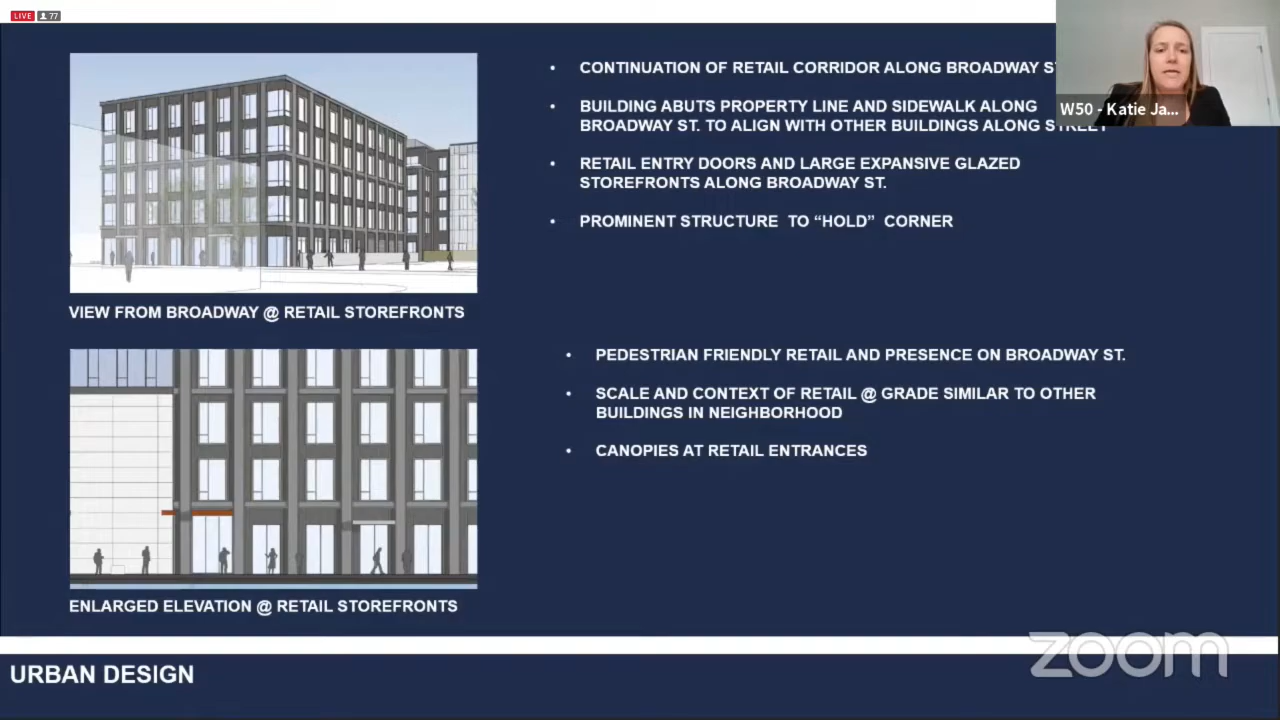 LIVE 77
CONTINUATION OF RETAIL CORRIDOR ALONG BROADWAY
W50 - Katie Ja...
BUILDING ABUTS PROPERTY LINE AND SIDEWALK ALONG
BROADWAY ST. TO ALIGN WITH OTHER BUILDINGS ALONG STREET
RETAIL ENTRY DOORS AND LARGE EXPANSIVE GLAZED
STOREFRONTS ALONG BROADWAY ST.
PROMINENT STRUCTURE TO “HOLD” CORNER
VIEW FROM BROADWAY @ RETAIL STOREFRONTS
PEDESTRIAN FRIENDLY RETAIL AND PRESENCE ON BROADWAY ST.
SCALE AND CONTEXT OF RETAIL @ GRADE SIMILAR TO OTHER
BUILDINGS IN NEIGHBORHOOD
CANOPIES AT RETAIL ENTRANCES
ENLARGED ELEVATION @ RETAIL STOREFRONTS
zoom
URBAN DESIGN